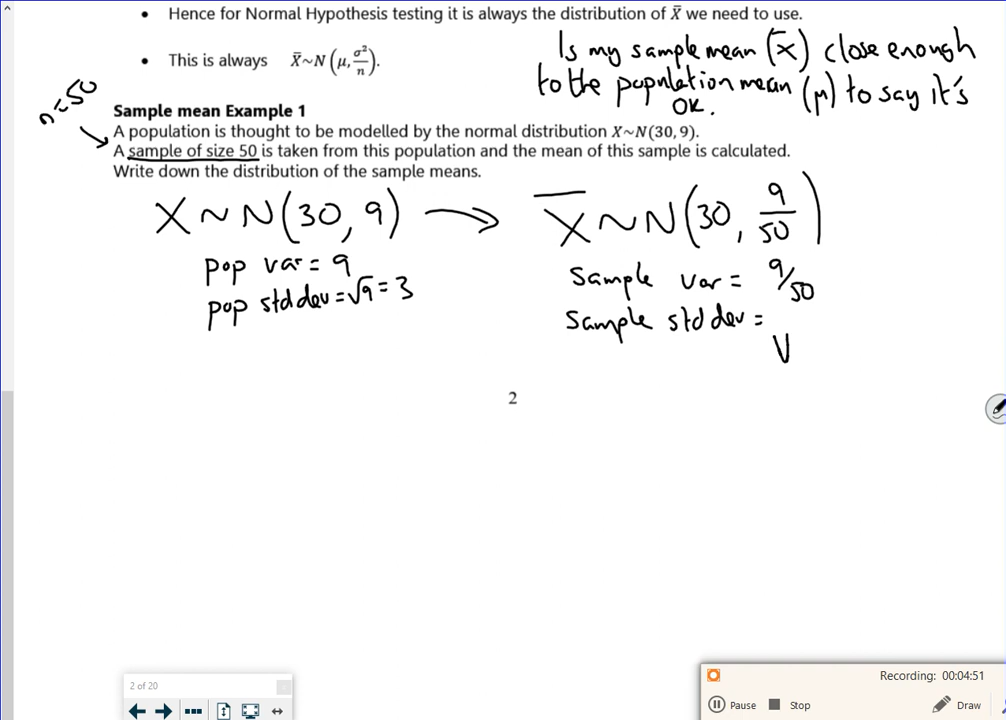 • Hence for Normal Hypothesis testing it is always the distribution of X̄ we need to use.
• This is always X̄~N(μ, σ²/n).
Is my sample mean (x̄) close enough
to the population mean (μ) to say it's
OK.
n=50
Sample mean Example 1
A population is thought to be modelled by the normal distribution X~N(30, 9).
A sample of size 50 is taken from this population and the mean of this sample is calculated.
Write down the distribution of the sample means.
X ~ N(30, 9) → X̄ ~ N(30, 9/50)
pop var = 9
pop std dev = √9 = 3
Sample var = 9/50
Sample std dev =
√
2
Recording: 00:04:51
2 of 20
Pause Stop Draw